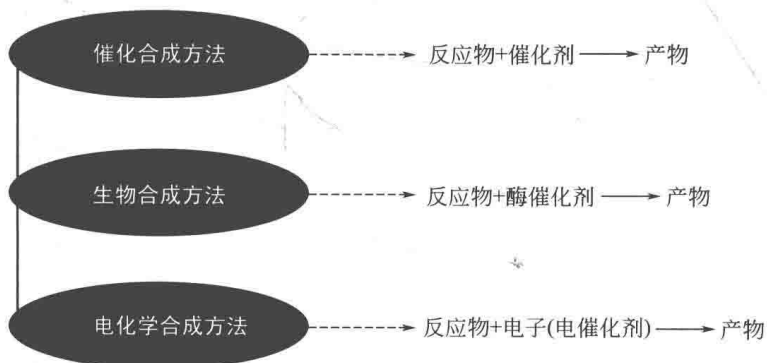 催化合成方法 反应物+催化剂 产物
生物合成方法 反应物+酶催化剂 产物
电化学合成方法 反应物+电子(电催化剂) 产物